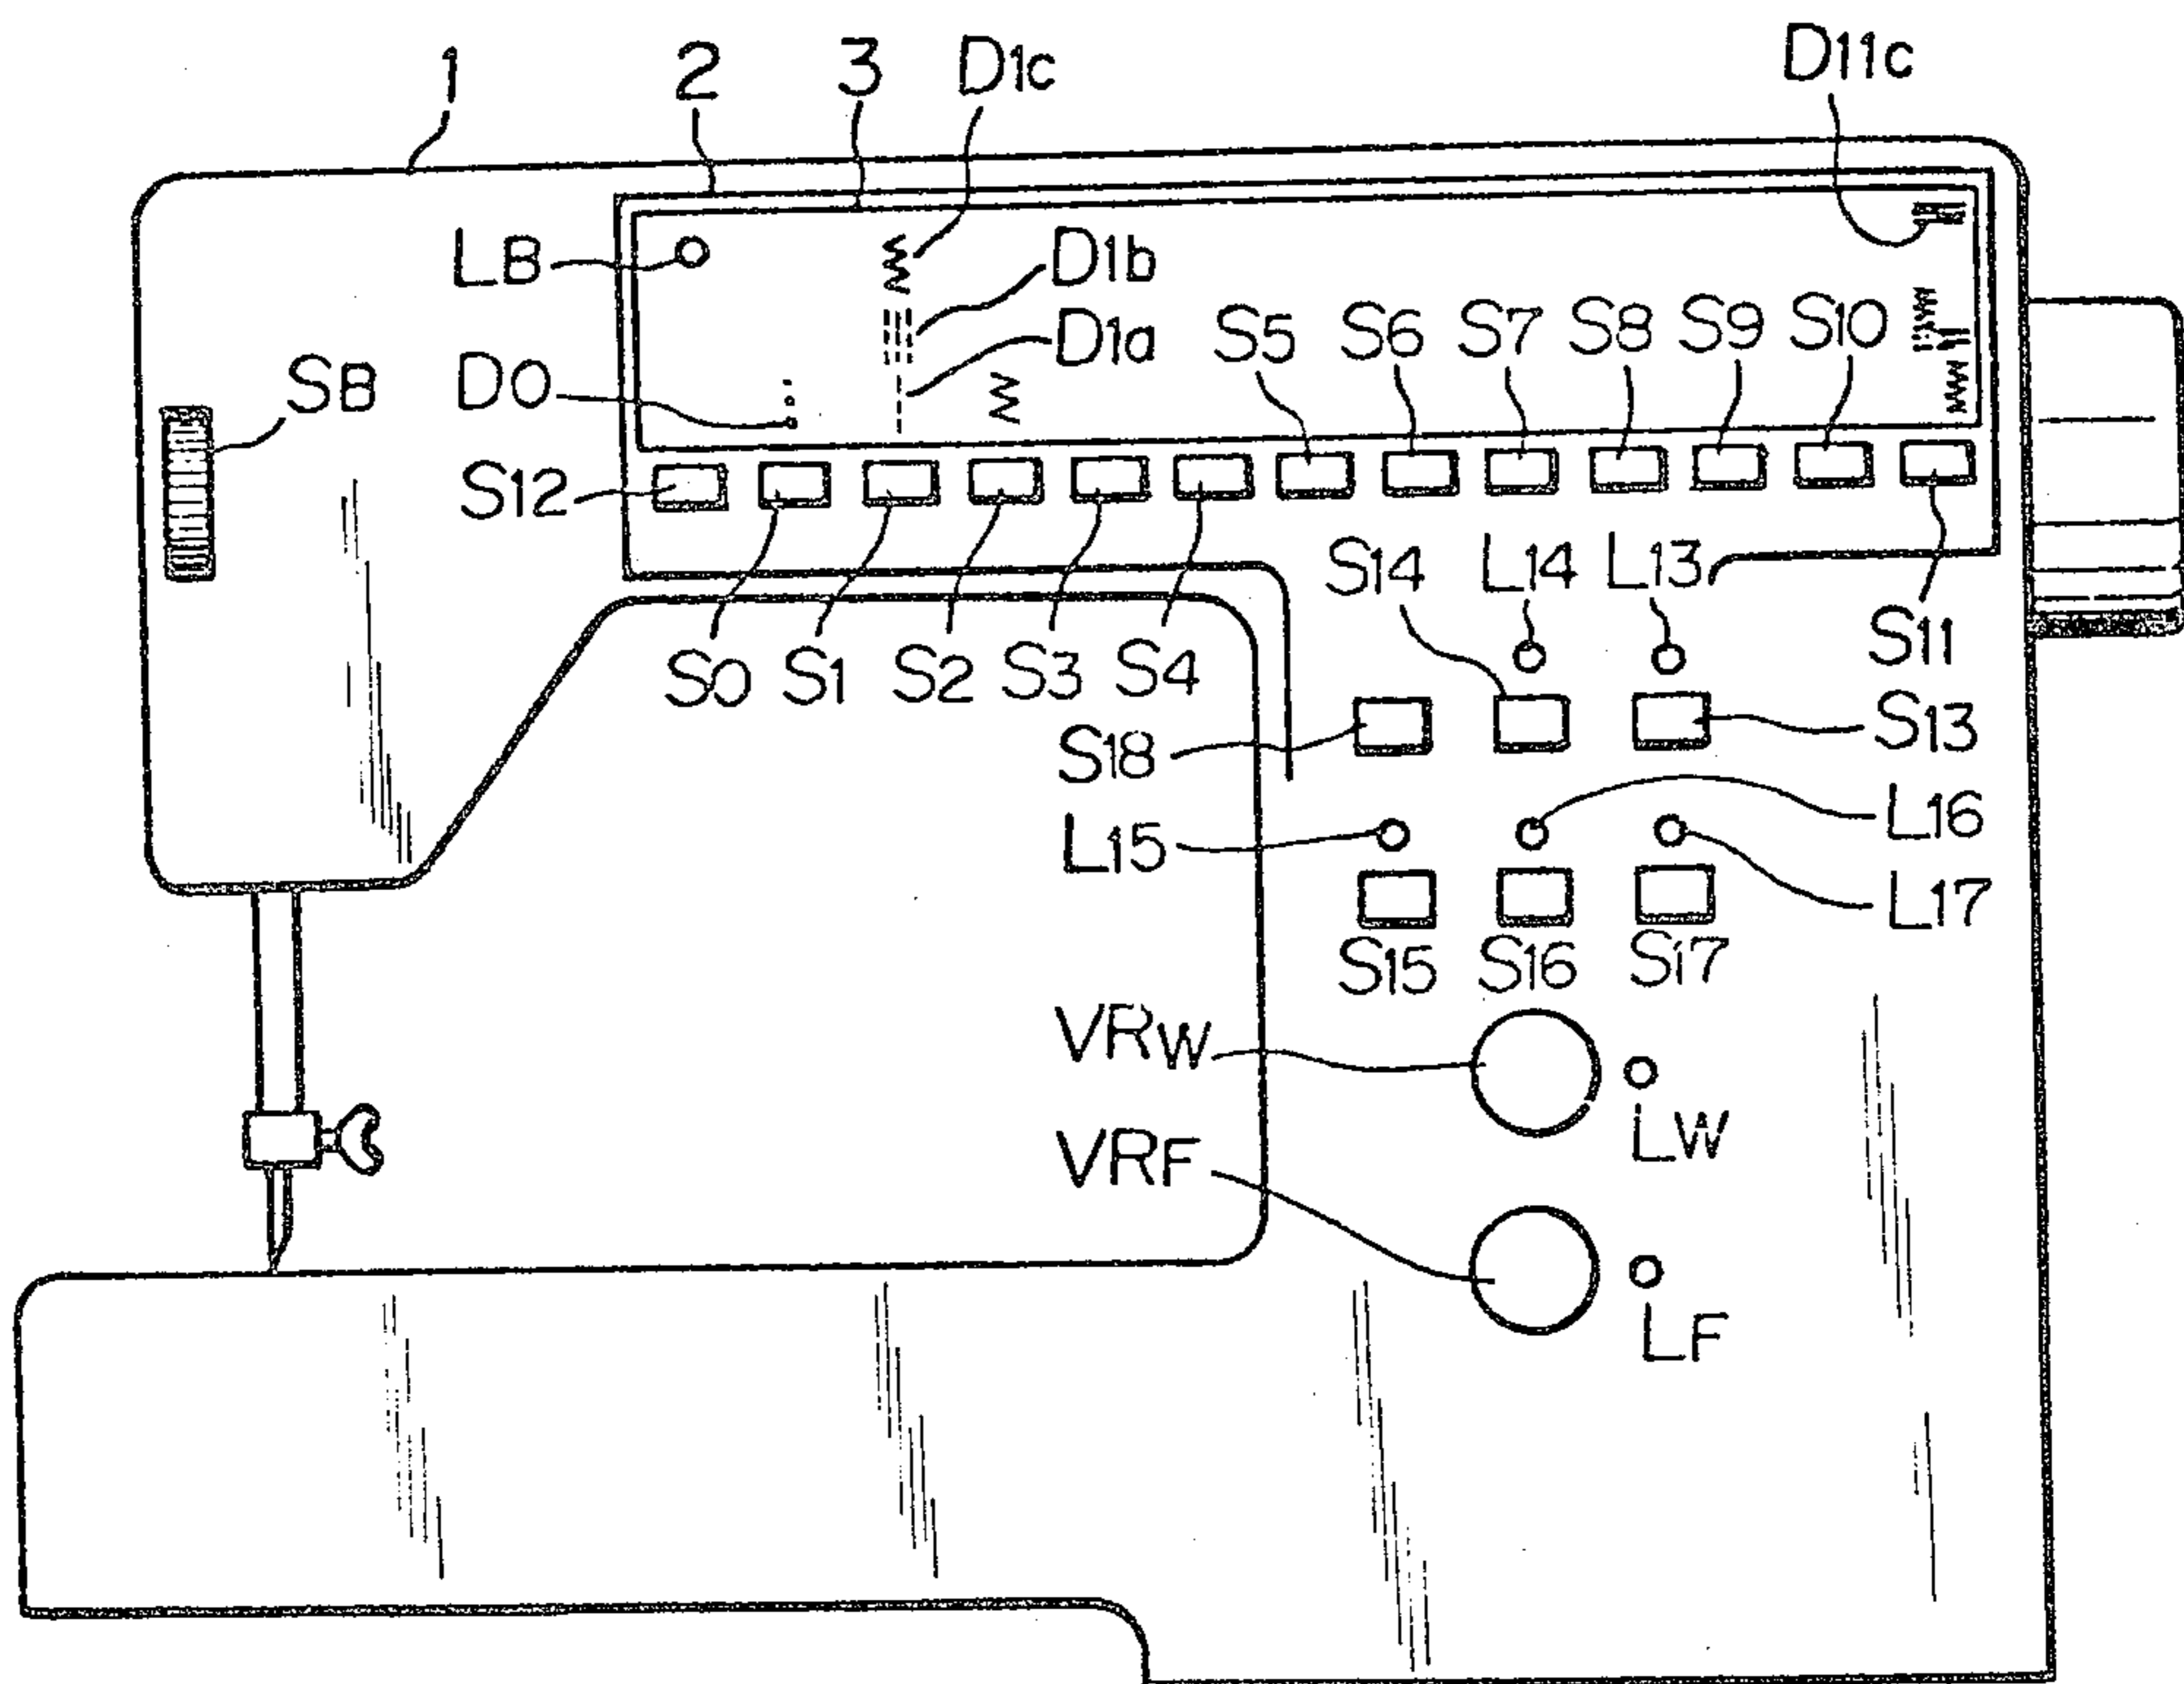 1 2 3 D1c D11c
LB D1b
SB D0 D1a S5 S6 S7 S8 S9 S10
S12
S14 L14 L13
S0 S1 S2 S3 S4 S11
S18 S13
L15 L16
L17
S15 S16 S17
VRW
LW
VRF
LF